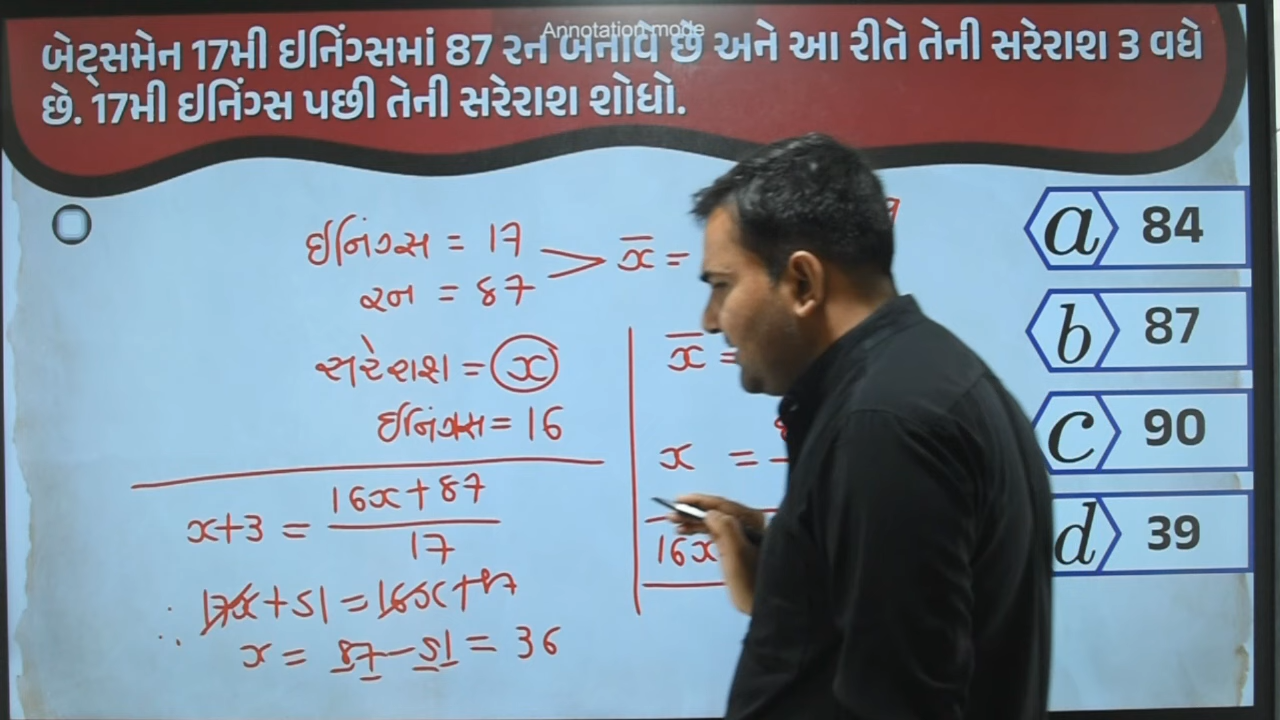 Annotation mode
બેટ્સમેન 17મી ઇનિંગ્સમાં 87 રન બનાવે છે અને આ રીતે તેની સરેરાશ 3 વધે
છે. 17મી ઇનિંગ્સ પછી તેની સરેરાશ શોધો.
ઇનિંગ્સ = 17
રન = 87
x̄ =
સરેરાશ = x
ઇનિંગ્સ = 16
x+3 = (16x+87)/17
∴ 17x+51 = 16x+87
x = 87-51 = 36
x̄ =
x =
16x
a 84
b 87
c 90
d 39